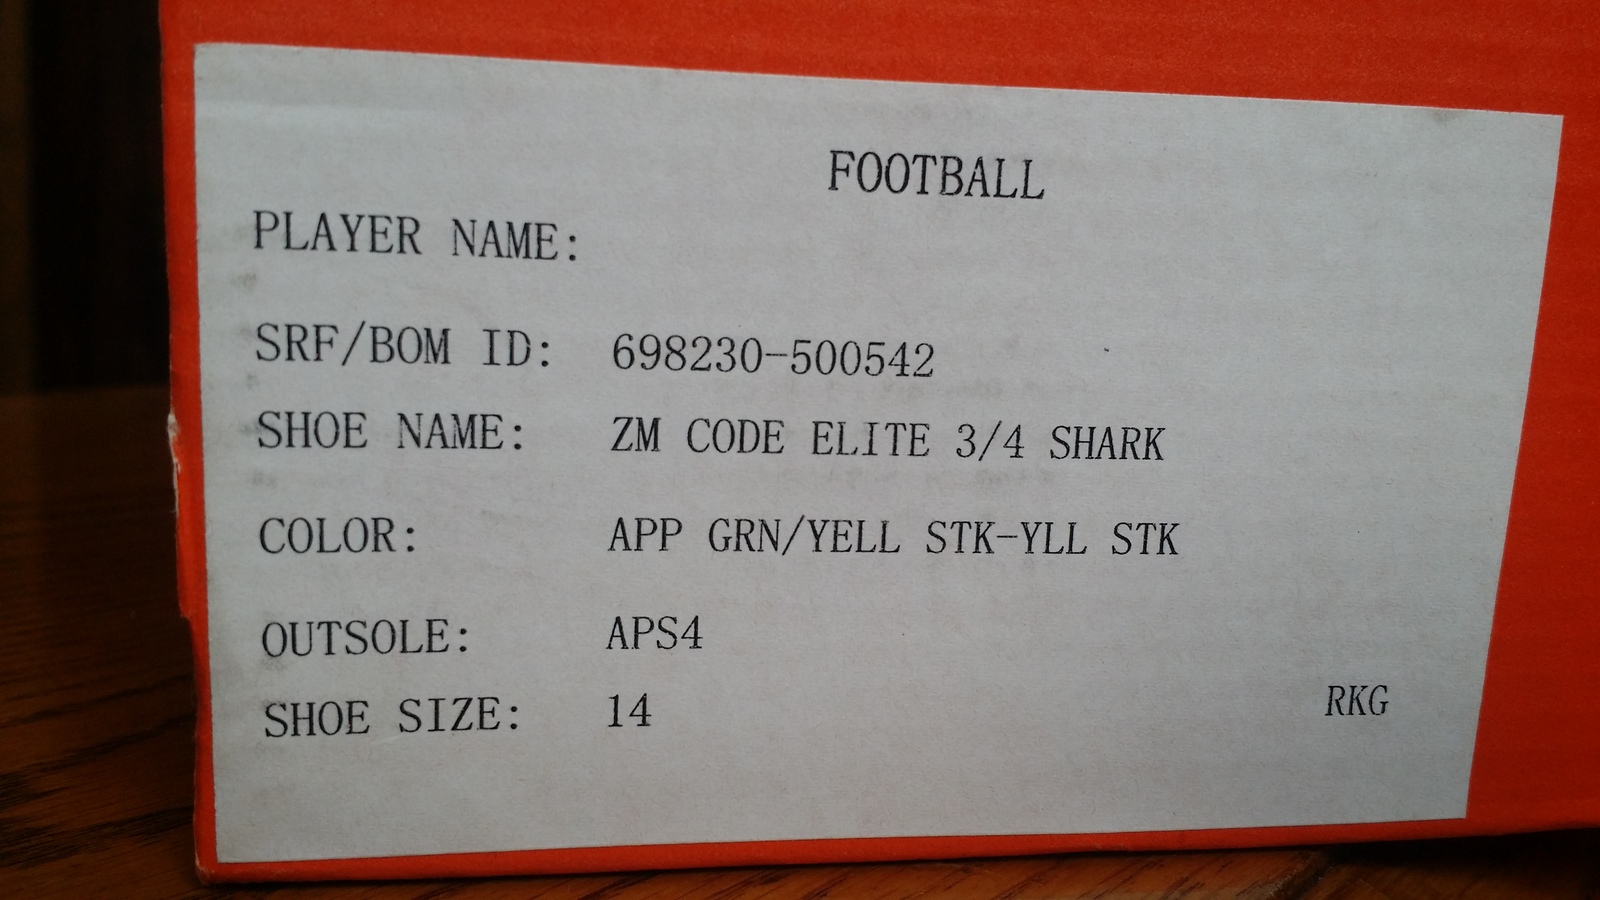 FOOTBALL
PLAYER NAME:
SRF/BOM ID: 698230-500542
SHOE NAME: ZM CODE ELITE 3/4 SHARK
COLOR: APP GRN/YELL STK-YLL STK
OUTSOLE: APS4
SHOE SIZE: 14 RKG